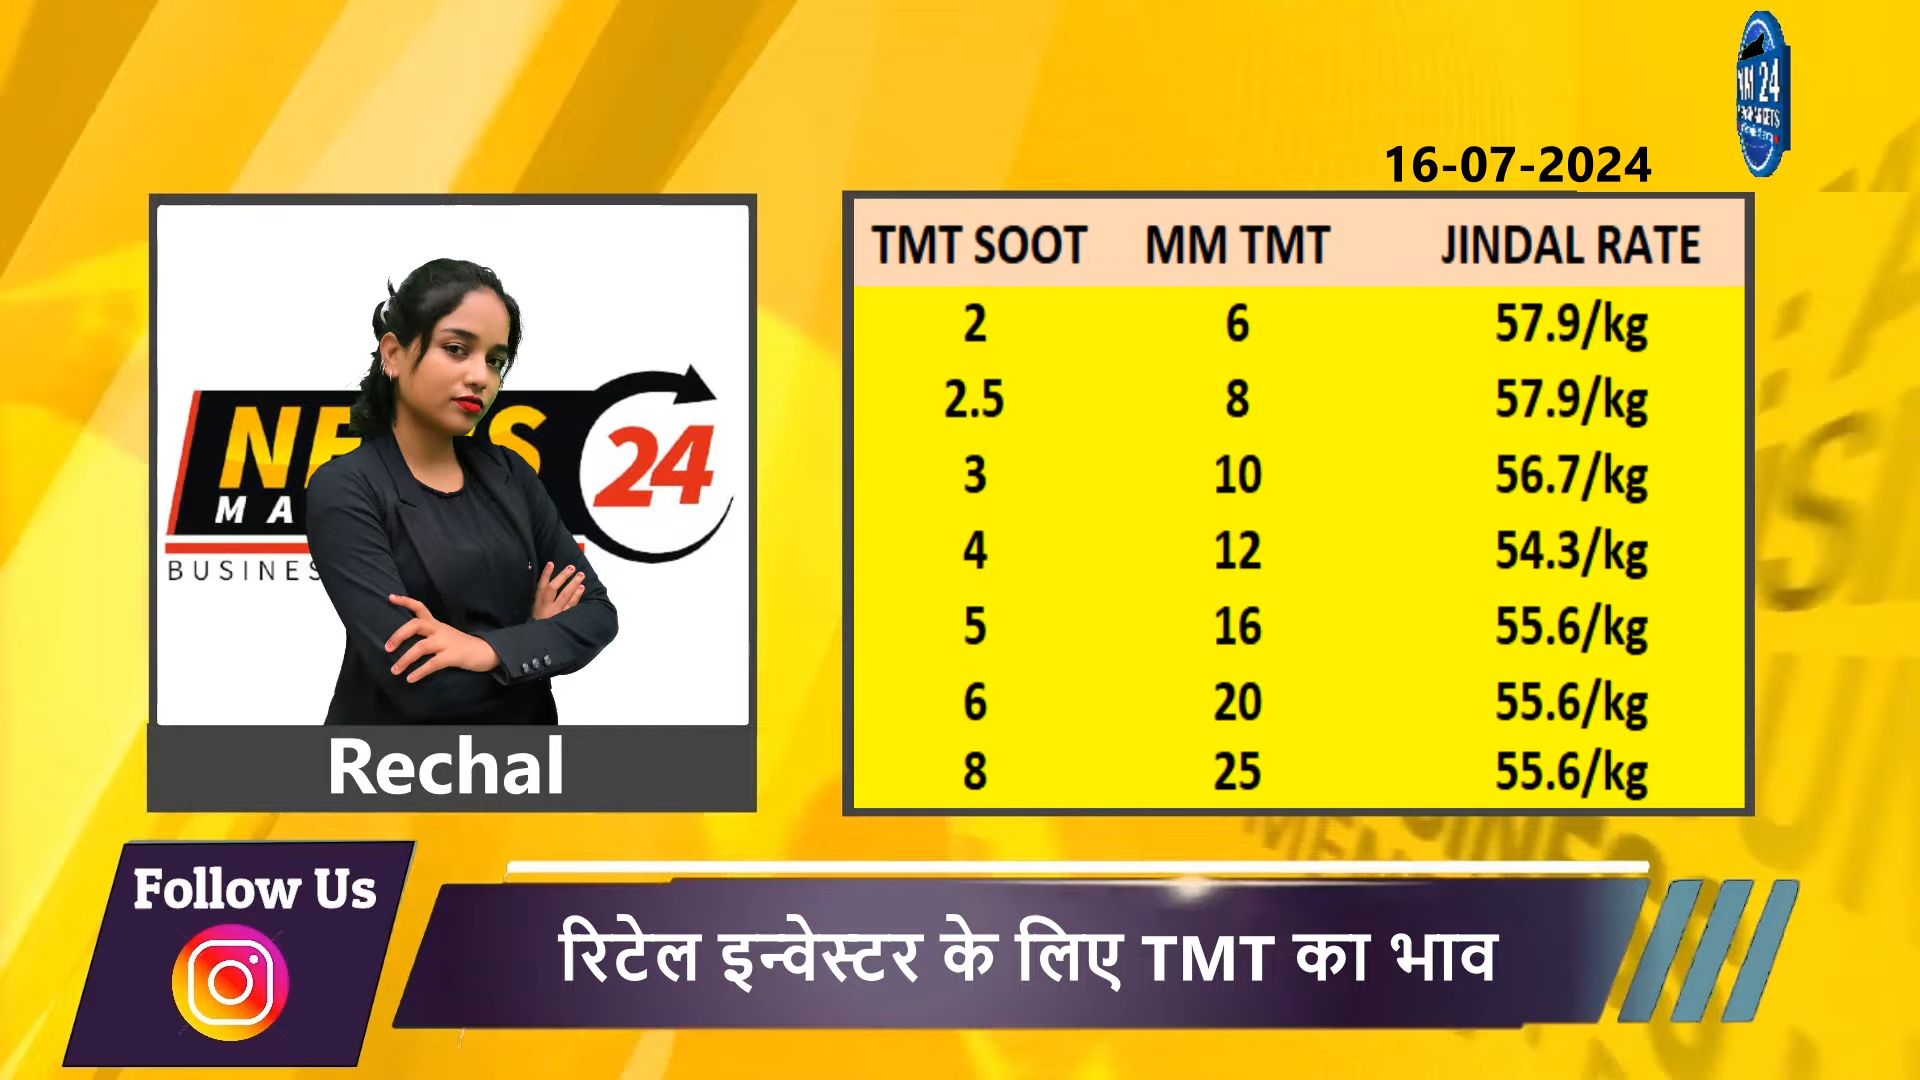 16-07-2024
TMT SOOT MM TMT JINDAL RATE
2 6 57.9/kg
2.5 8 57.9/kg
3 10 56.7/kg
4 12 54.3/kg
5 16 55.6/kg
6 20 55.6/kg
8 25 55.6/kg
24
BUSINES
Rechal
Follow Us
रिटेल इन्वेस्टर के लिए TMT का भाव